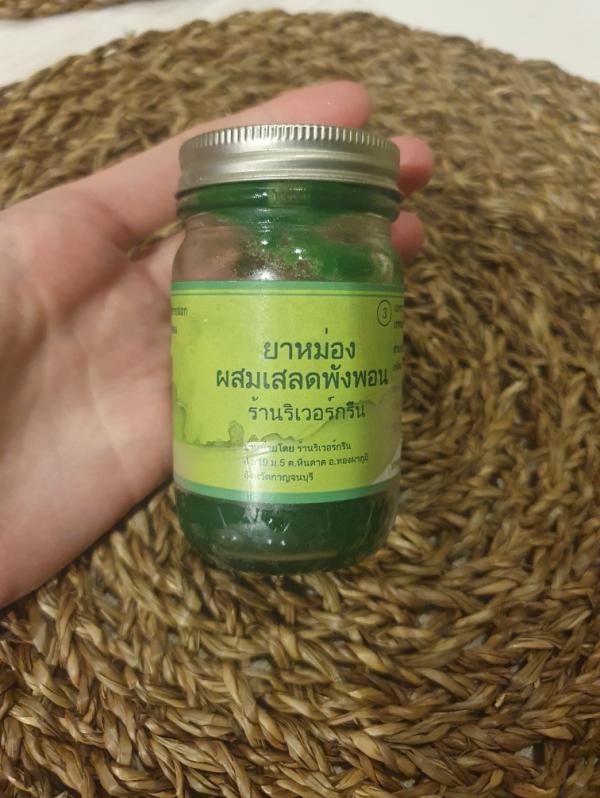 3
ยาหม่อง
ผสมเสลดพังพอน
ร้านริเวอร์กรีน
ร้านริเวอร์กรีน
ม.5 ต.หินดาด อ.ทองผาภูมิ
จังหวัดกาญจนบุรี